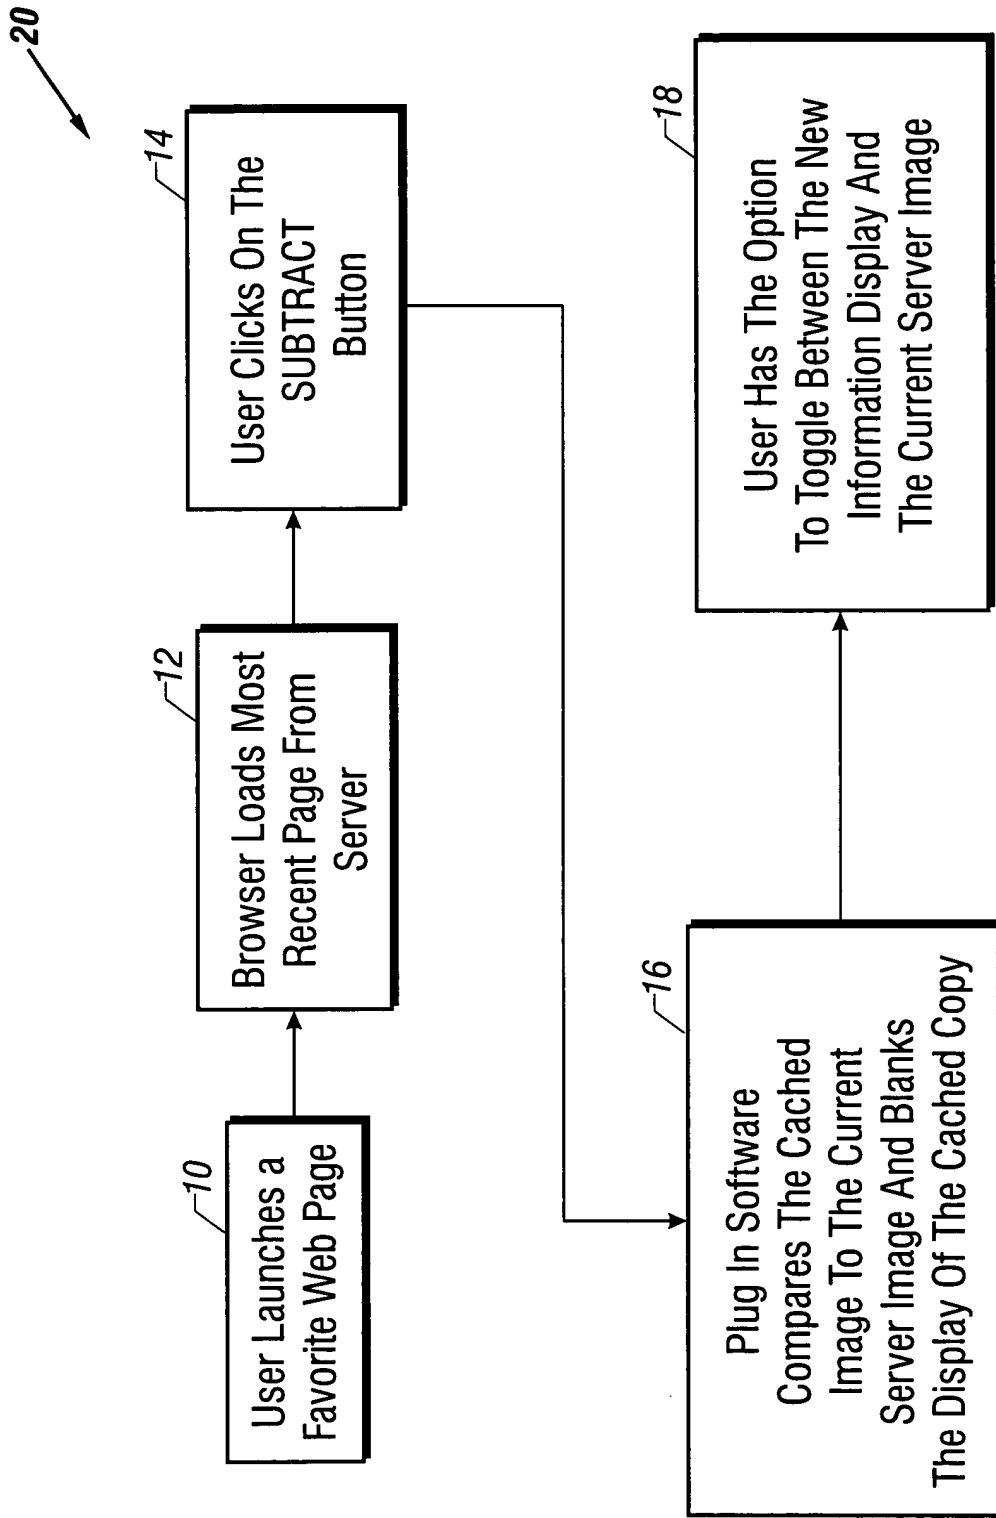 20
10
User Launches a
Favorite Web Page
12
Browser Loads Most
Recent Page From
Server
14
User Clicks On The
SUBTRACT
Button
16
Plug In Software
Compares The Cached
Image To The Current
Server Image And Blanks
The Display Of The Cached Copy
18
User Has The Option
To Toggle Between The New
Information Display And
The Current Server Image